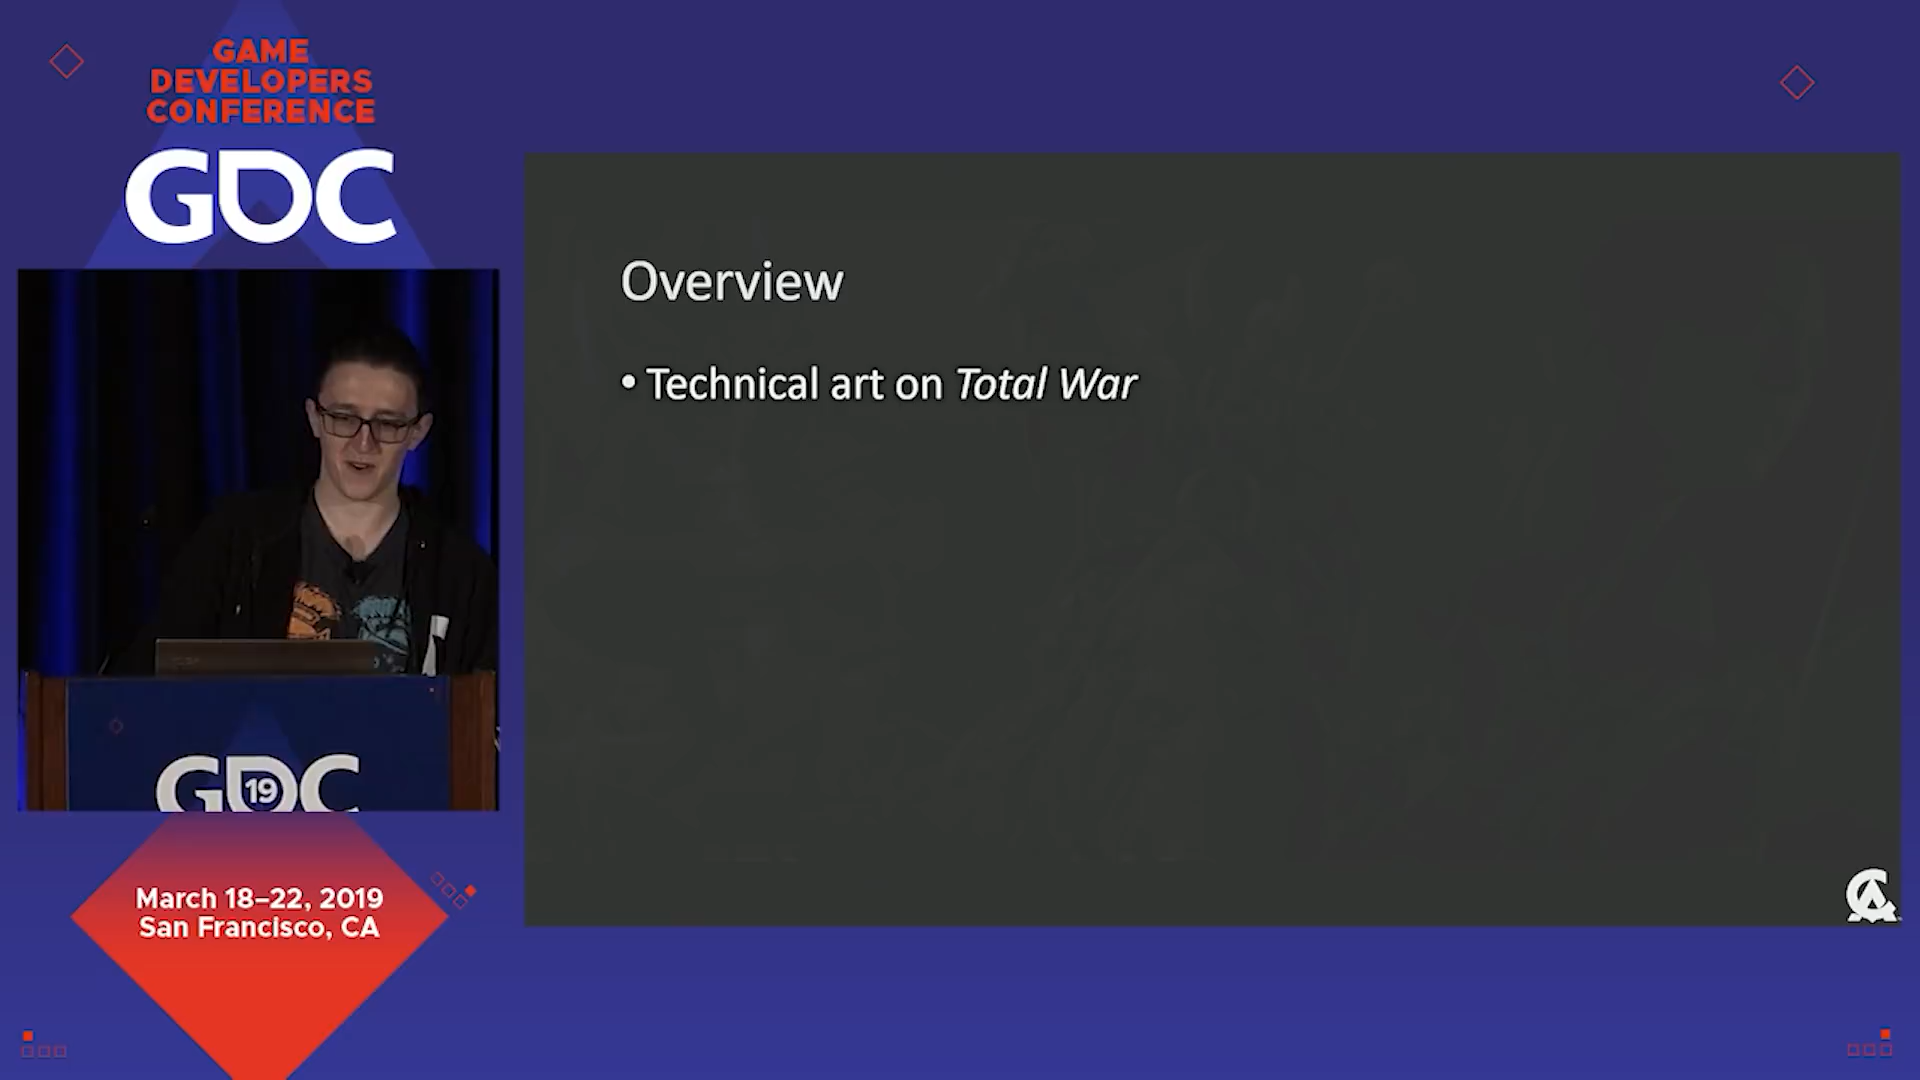 GAME
DEVELOPERS
CONFERENCE
GDC
Overview
• Technical art on Total War
GDC
19
March 18–22, 2019
San Francisco, CA
CA